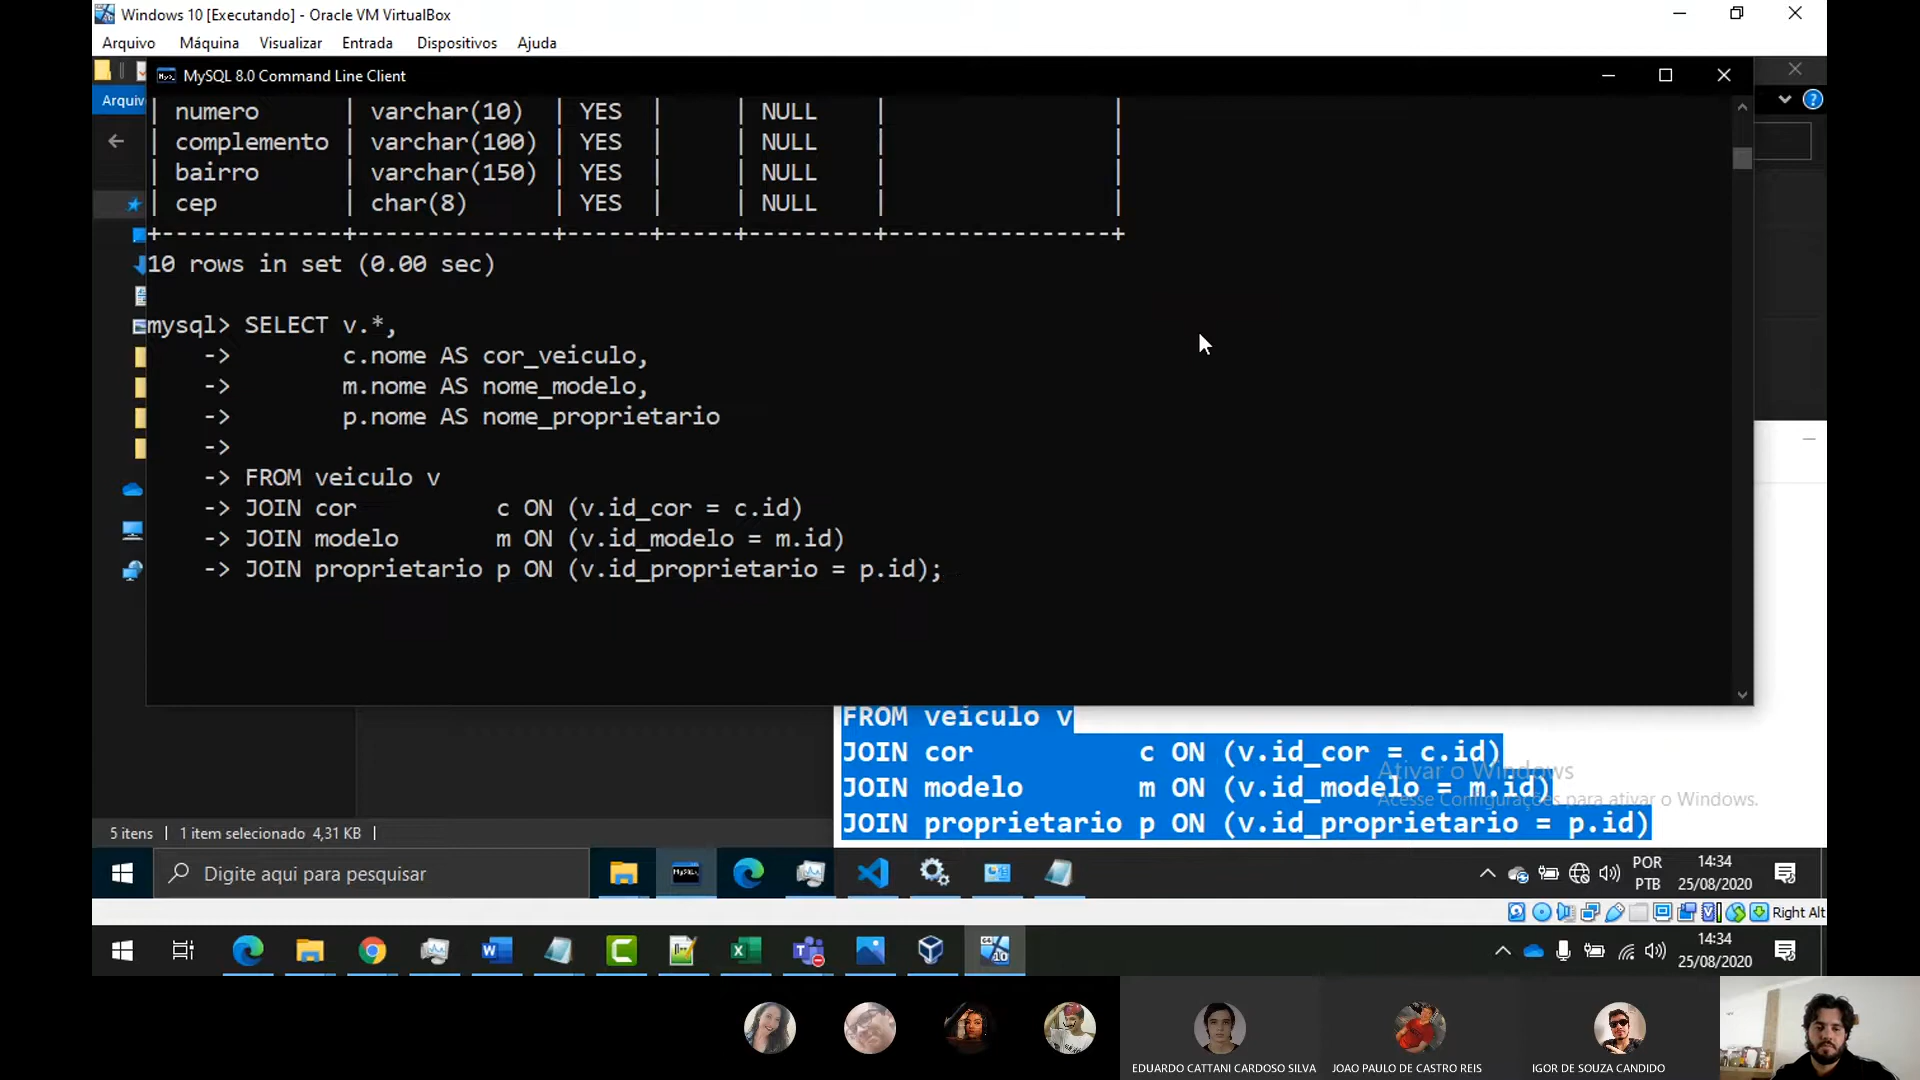 Windows 10 [Executando] - Oracle VM VirtualBox
Arquivo Máquina Visualizar Entrada Dispositivos Ajuda
MySQL 8.0 Command Line Client
Arquiv
| numero | varchar(10) | YES | | NULL | |
| complemento | varchar(100) | YES | | NULL | |
| bairro | varchar(150) | YES | | NULL | |
| cep | char(8) | YES | | NULL | |
+-------------+--------------+------+-----+---------+----------------+
10 rows in set (0.00 sec)
mysql> SELECT v.*,
-> c.nome AS cor_veiculo,
-> m.nome AS nome_modelo,
-> p.nome AS nome_proprietario
->
-> FROM veiculo v
-> JOIN cor c ON (v.id_cor = c.id)
-> JOIN modelo m ON (v.id_modelo = m.id)
-> JOIN proprietario p ON (v.id_proprietario = p.id);
FROM veiculo v
JOIN cor c ON (v.id_cor = c.id)
JOIN modelo m ON (v.id_modelo = m.id)
JOIN proprietario p ON (v.id_proprietario = p.id)
Ativar o Windows
Acesse Configurações para ativar o Windows.
5 itens | 1 item selecionado 4,31 KB |
Digite aqui para pesquisar
POR
PTB
14:34
25/08/2020
Right Alt
14:34
25/08/2020
EDUARDO CATTANI CARDOSO SILVA
JOAO PAULO DE CASTRO REIS
IGOR DE SOUZA CANDIDO